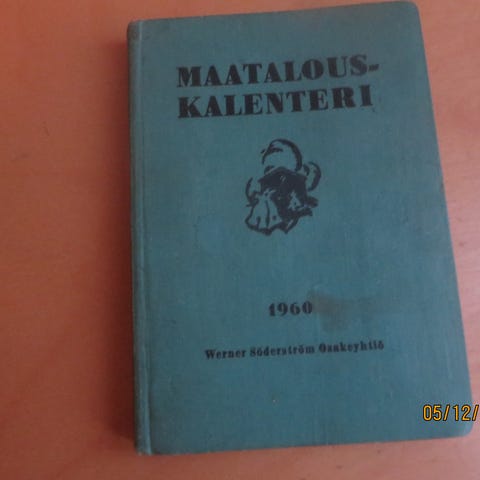 MAATALOUS-
KALENTERI
1960
Werner Söderström Osakeyhtiö
05/12/